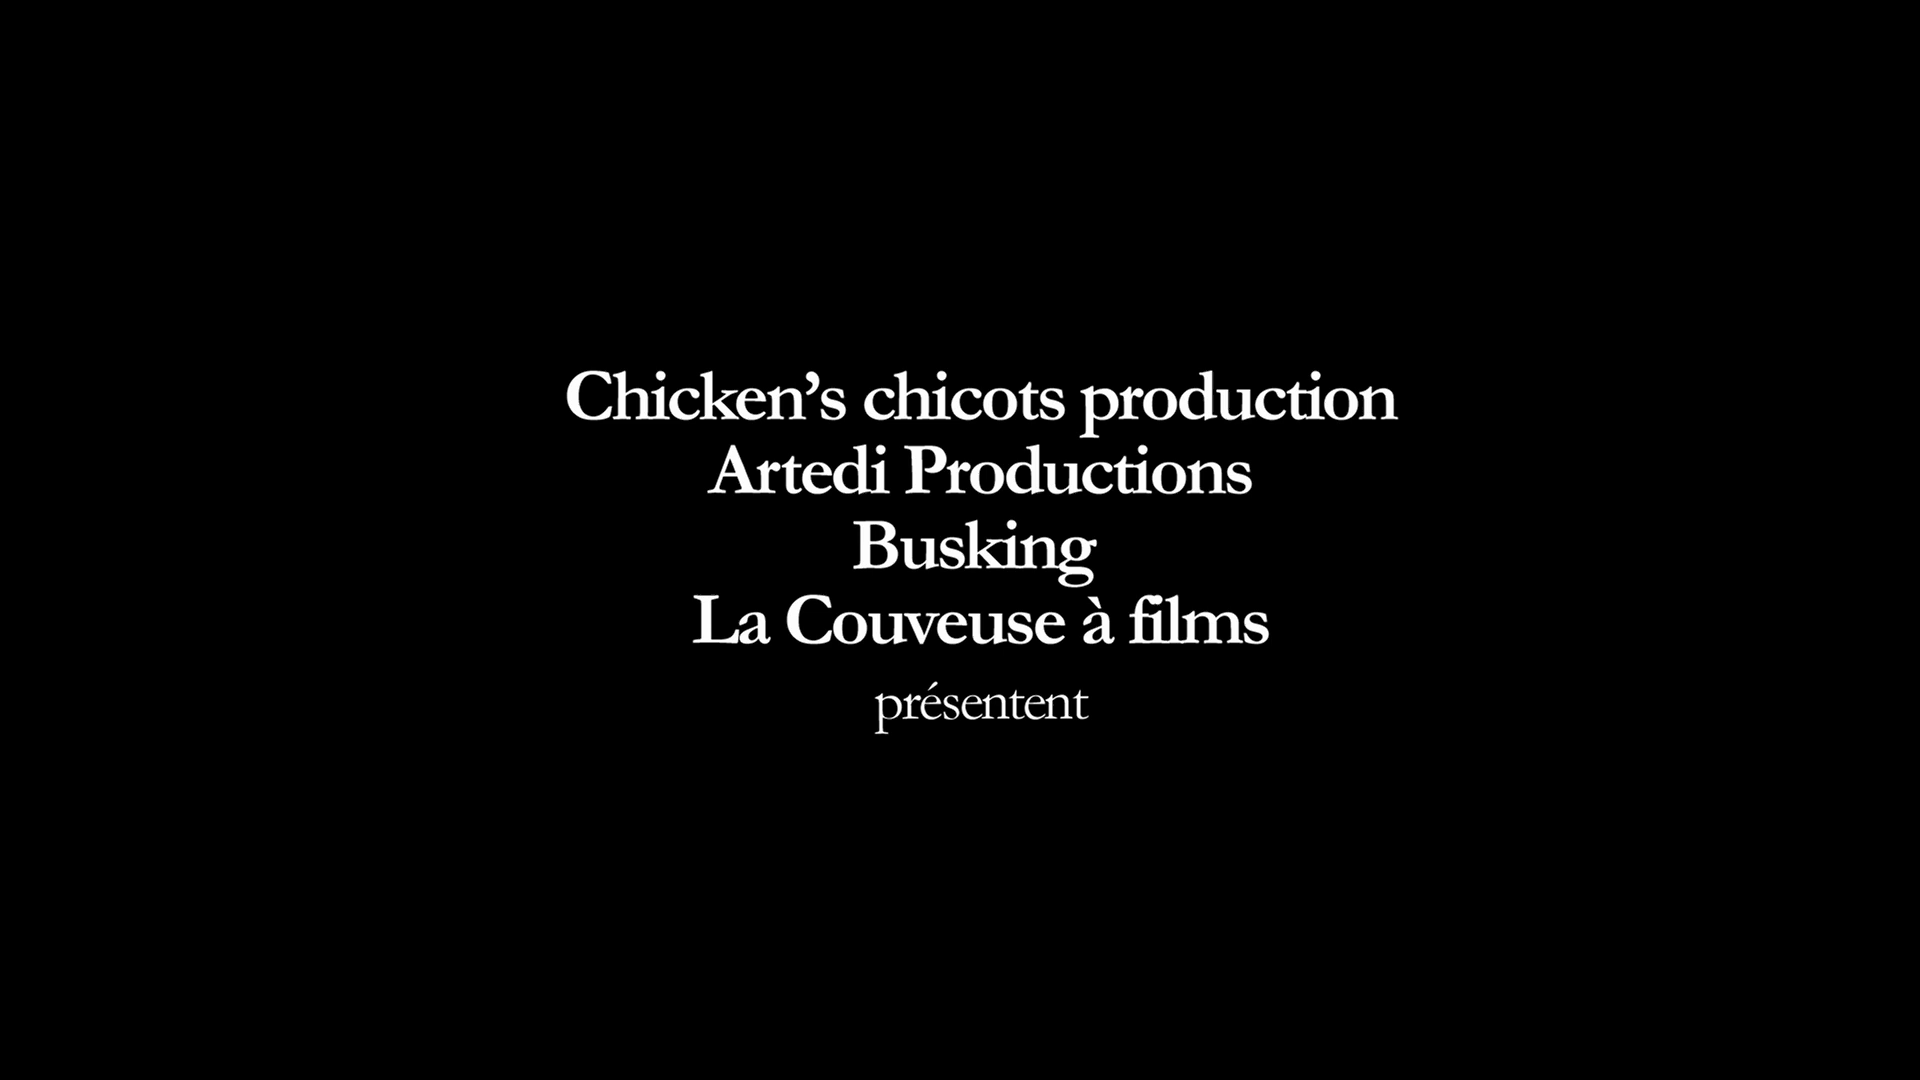 Chicken’s chicots production
Artedi Productions
Busking
La Couveuse à films
présentent